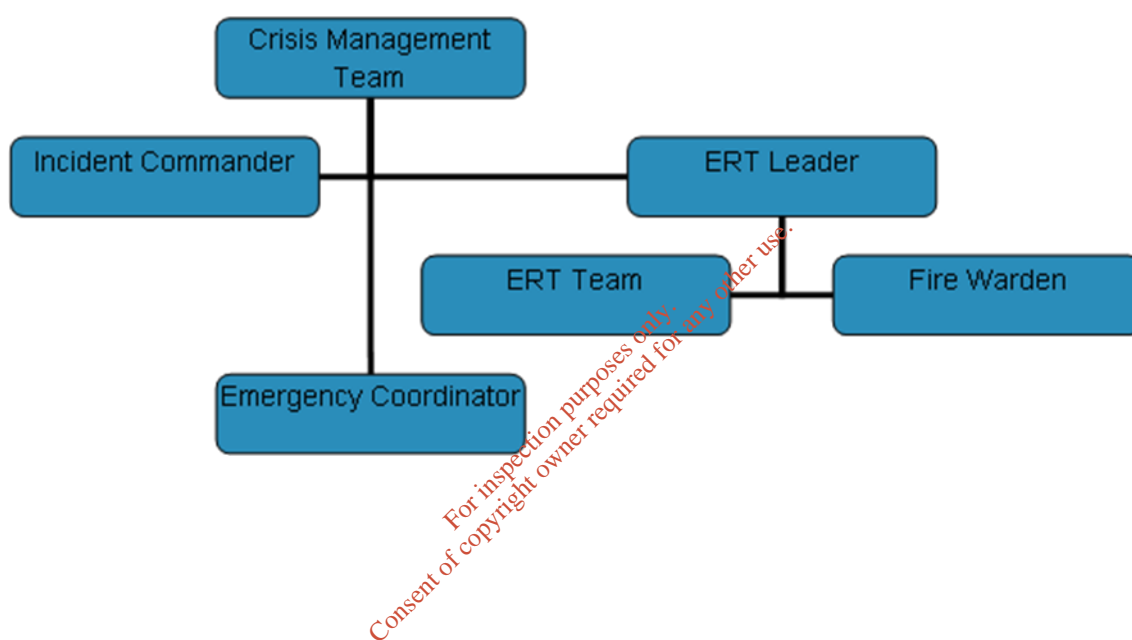 Crisis Management
Team
Incident Commander
ERT Leader
ERT Team
Fire Warden
Emergency Coordinator
For inspection purposes only.
Consent of copyright owner required for any other use.